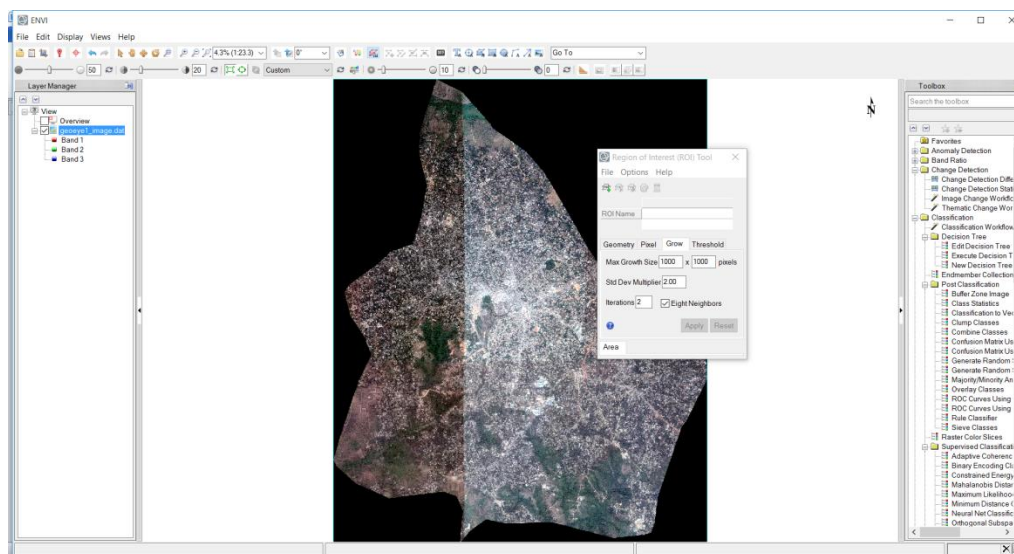 ENVI
File Edit Display Views Help
4.3% (1:23.3) 0° Go To
50 20 Custom 10 0
Layer Manager
View
Overview
geoeye1_image.dat
Band 1
Band 2
Band 3
N
Region of Interest (ROI) Tool
File Options Help
ROI Name
Geometry Pixel Grow Threshold
Max Growth Size 1000 x 1000 pixels
Std Dev Multiplier 2.00
Iterations 2 Eight Neighbors
Apply Reset
Area
Toolbox
Search the toolbox
Favorites
Anomaly Detection
Band Ratio
Change Detection
Change Detection Diffe
Change Detection Stati
Image Change Workflo
Thematic Change Wor
Classification
Classification Workflow
Decision Tree
Edit Decision Tree
Execute Decision T
New Decision Tree
Endmember Collection
Post Classification
Buffer Zone Image
Class Statistics
Classification to Vec
Clump Classes
Combine Classes
Confusion Matrix Us
Confusion Matrix Us
Generate Random S
Generate Random S
Majority/Minority An
Overlay Classes
ROC Curves Using
ROC Curves Using
Rule Classifier
Sieve Classes
Raster Color Slices
Supervised Classificati
Adaptive Coherenc
Binary Encoding Cl
Constrained Energy
Mahalanobis Distan
Maximum Likelihoo
Minimum Distance C
Neural Net Classific
Orthogonal Subspa